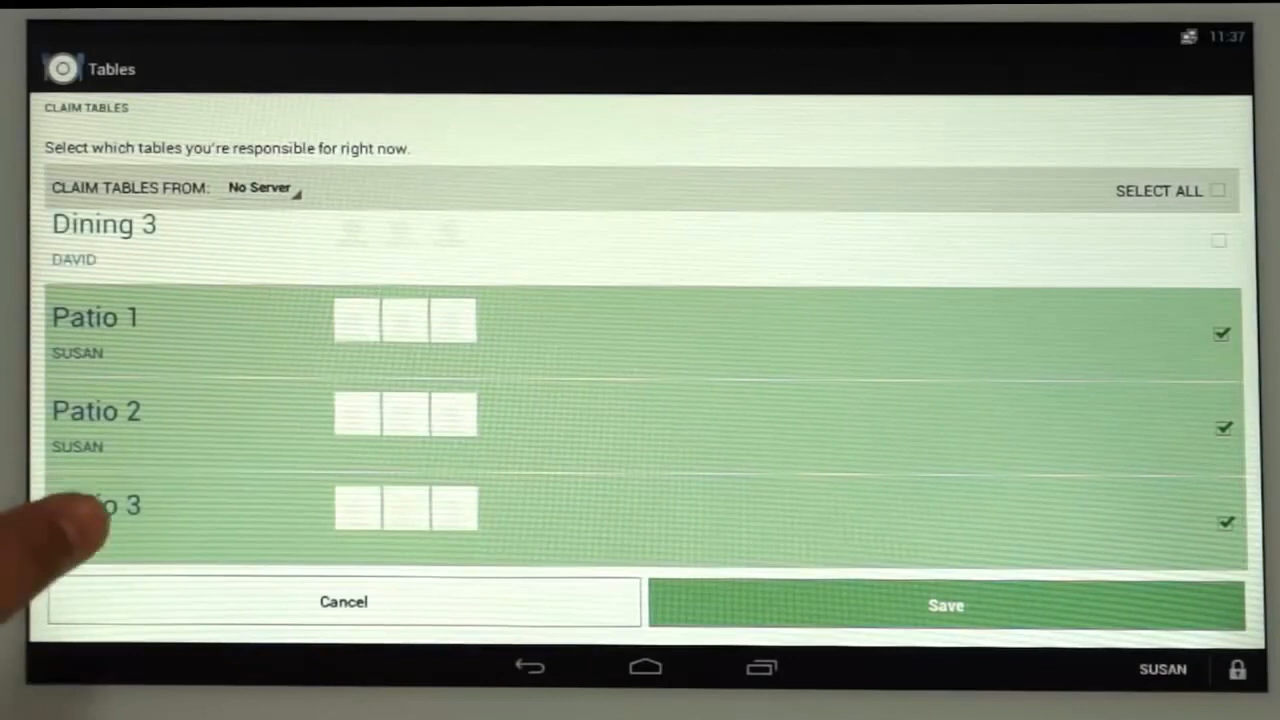 11:37
Tables
CLAIM TABLES
Select which tables you're responsible for right now.
CLAIM TABLES FROM: No Server
SELECT ALL
Dining 3
DAVID
Patio 1
SUSAN
Patio 2
SUSAN
3
Cancel
Save
SUSAN